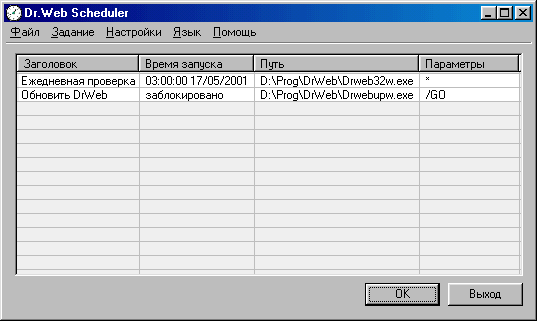 Dr.Web Scheduler
Файл Задание Настройки Язык Помощь
Заголовок Время запуска Путь Параметры
Ежедневная проверка 03:00:00 17/05/2001 D:\Prog\DrWeb\Drweb32w.exe *
Обновить DrWeb заблокировано D:\Prog\DrWeb\Drwebupw.exe /GO
OK Выход